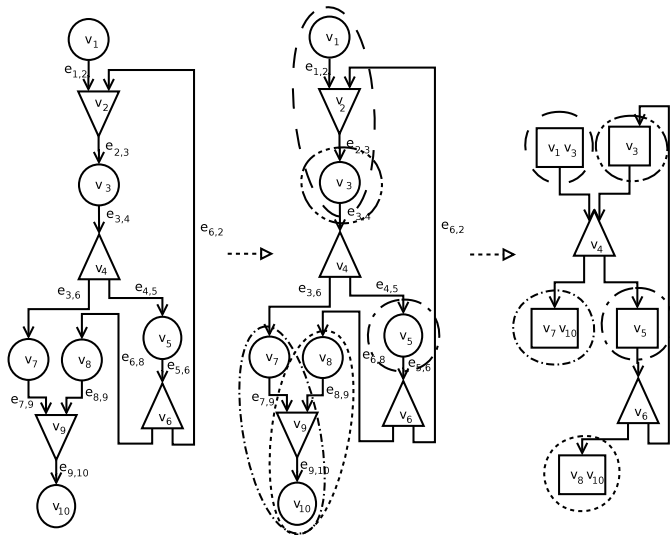 v1
e1,2
v2
e2,3
v3
e3,4
v4
e3,6
e4,5
v5
v7
v8
e6,8
e5,6
e7,9
e8,9
v6
v9
e9,10
v10
e6,2
v1
e1,2
v2
e2,3
v3
e3,4
v4
e3,6
e4,5
v5
v7
v8
e6,8
e5,6
e7,9
e8,9
v6
v9
e9,10
v10
e6,2
v1 v3
v3
v4
v7 v10
v5
v6
v8 v10